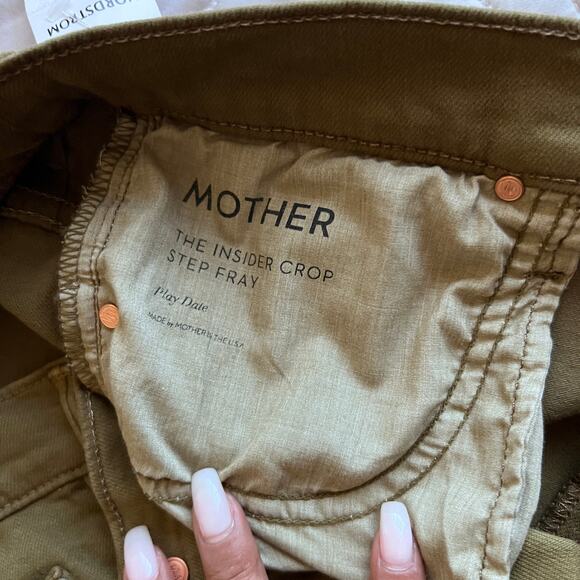 NORDSTROM
MOTHER
THE INSIDER CROP
STEP FRAY
Play Date
MADE by MOTHER in THE U.S.A